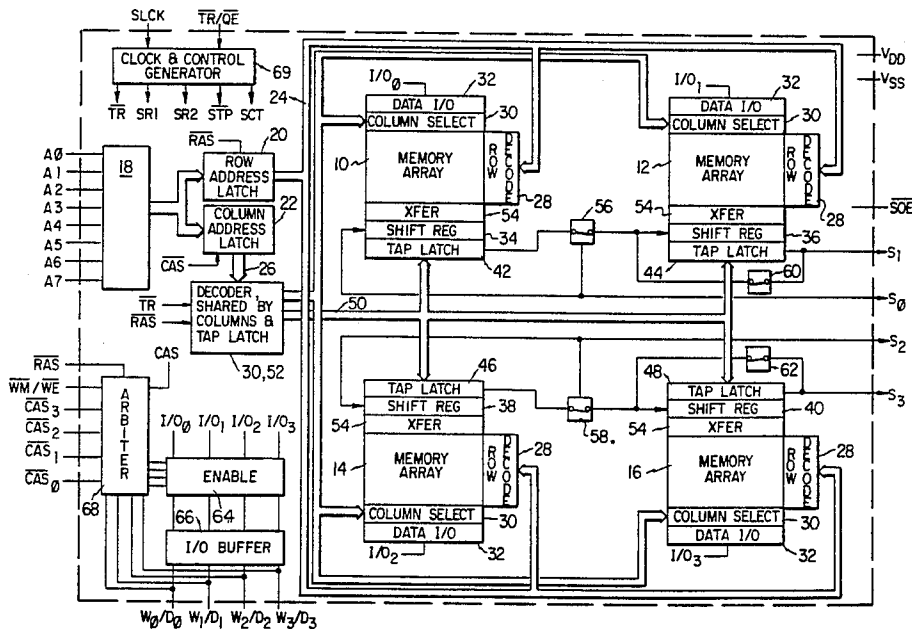 SLCK
TR/QE
CLOCK & CONTROL
GENERATOR
69
TR SR1 SR2 STP SCT
24
VDD
VSS
I/O0
32
DATA I/O
30
COLUMN SELECT
10
MEMORY
ARRAY
ROW
DECODE
28
XFER
54
SHIFT REG
34
TAP LATCH
42
I/O1
32
DATA I/O
30
COLUMN SELECT
12
MEMORY
ARRAY
ROW
DECODE
28
54
XFER
SHIFT REG
36
TAP LATCH
44
SOE
56
60
S1
S0
S2
S3
A0
A1
A2
A3
A4
A5
A6
A7
18
RAS
20
ROW
ADDRESS
LATCH
22
COLUMN
ADDRESS
LATCH
CAS
26
DECODER,
SHARED BY
COLUMNS &
TAP LATCH
TR
RAS
50
30,52
RAS
CAS
WM/WE
CAS3
CAS2
CAS1
CAS0
ARBITER
68
I/O0 I/O1 I/O2 I/O3
ENABLE
64
66
I/O BUFFER
W0/D0 W1/D1 W2/D2 W3/D3
46
TAP LATCH
SHIFT REG
38
54
XFER
14
MEMORY
ARRAY
ROW
DECODE
28
COLUMN SELECT
30
DATA I/O
32
I/O2
58.
62
48
TAP LATCH
SHIFT REG
40
54
XFER
16
MEMORY
ARRAY
ROW
DECODE
28
COLUMN SELECT
30
DATA I/O
32
I/O3